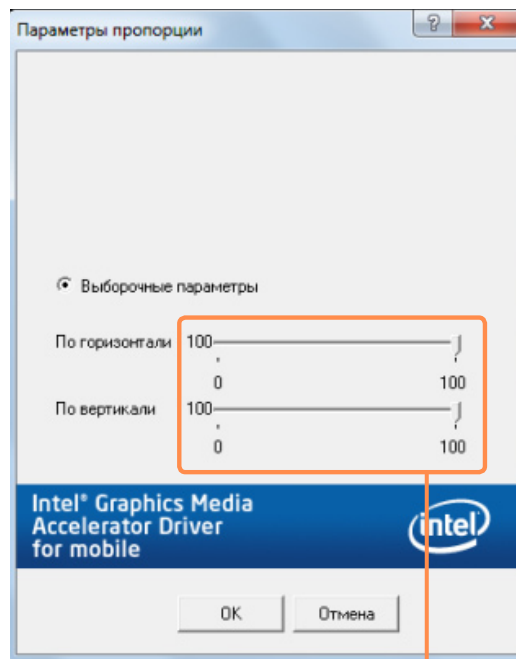 Параметры пропорции
?
Выборочные параметры
По горизонтали 100
0 100
По вертикали 100
0 100
Intel® Graphics Media
Accelerator Driver
for mobile
intel
OK Отмена